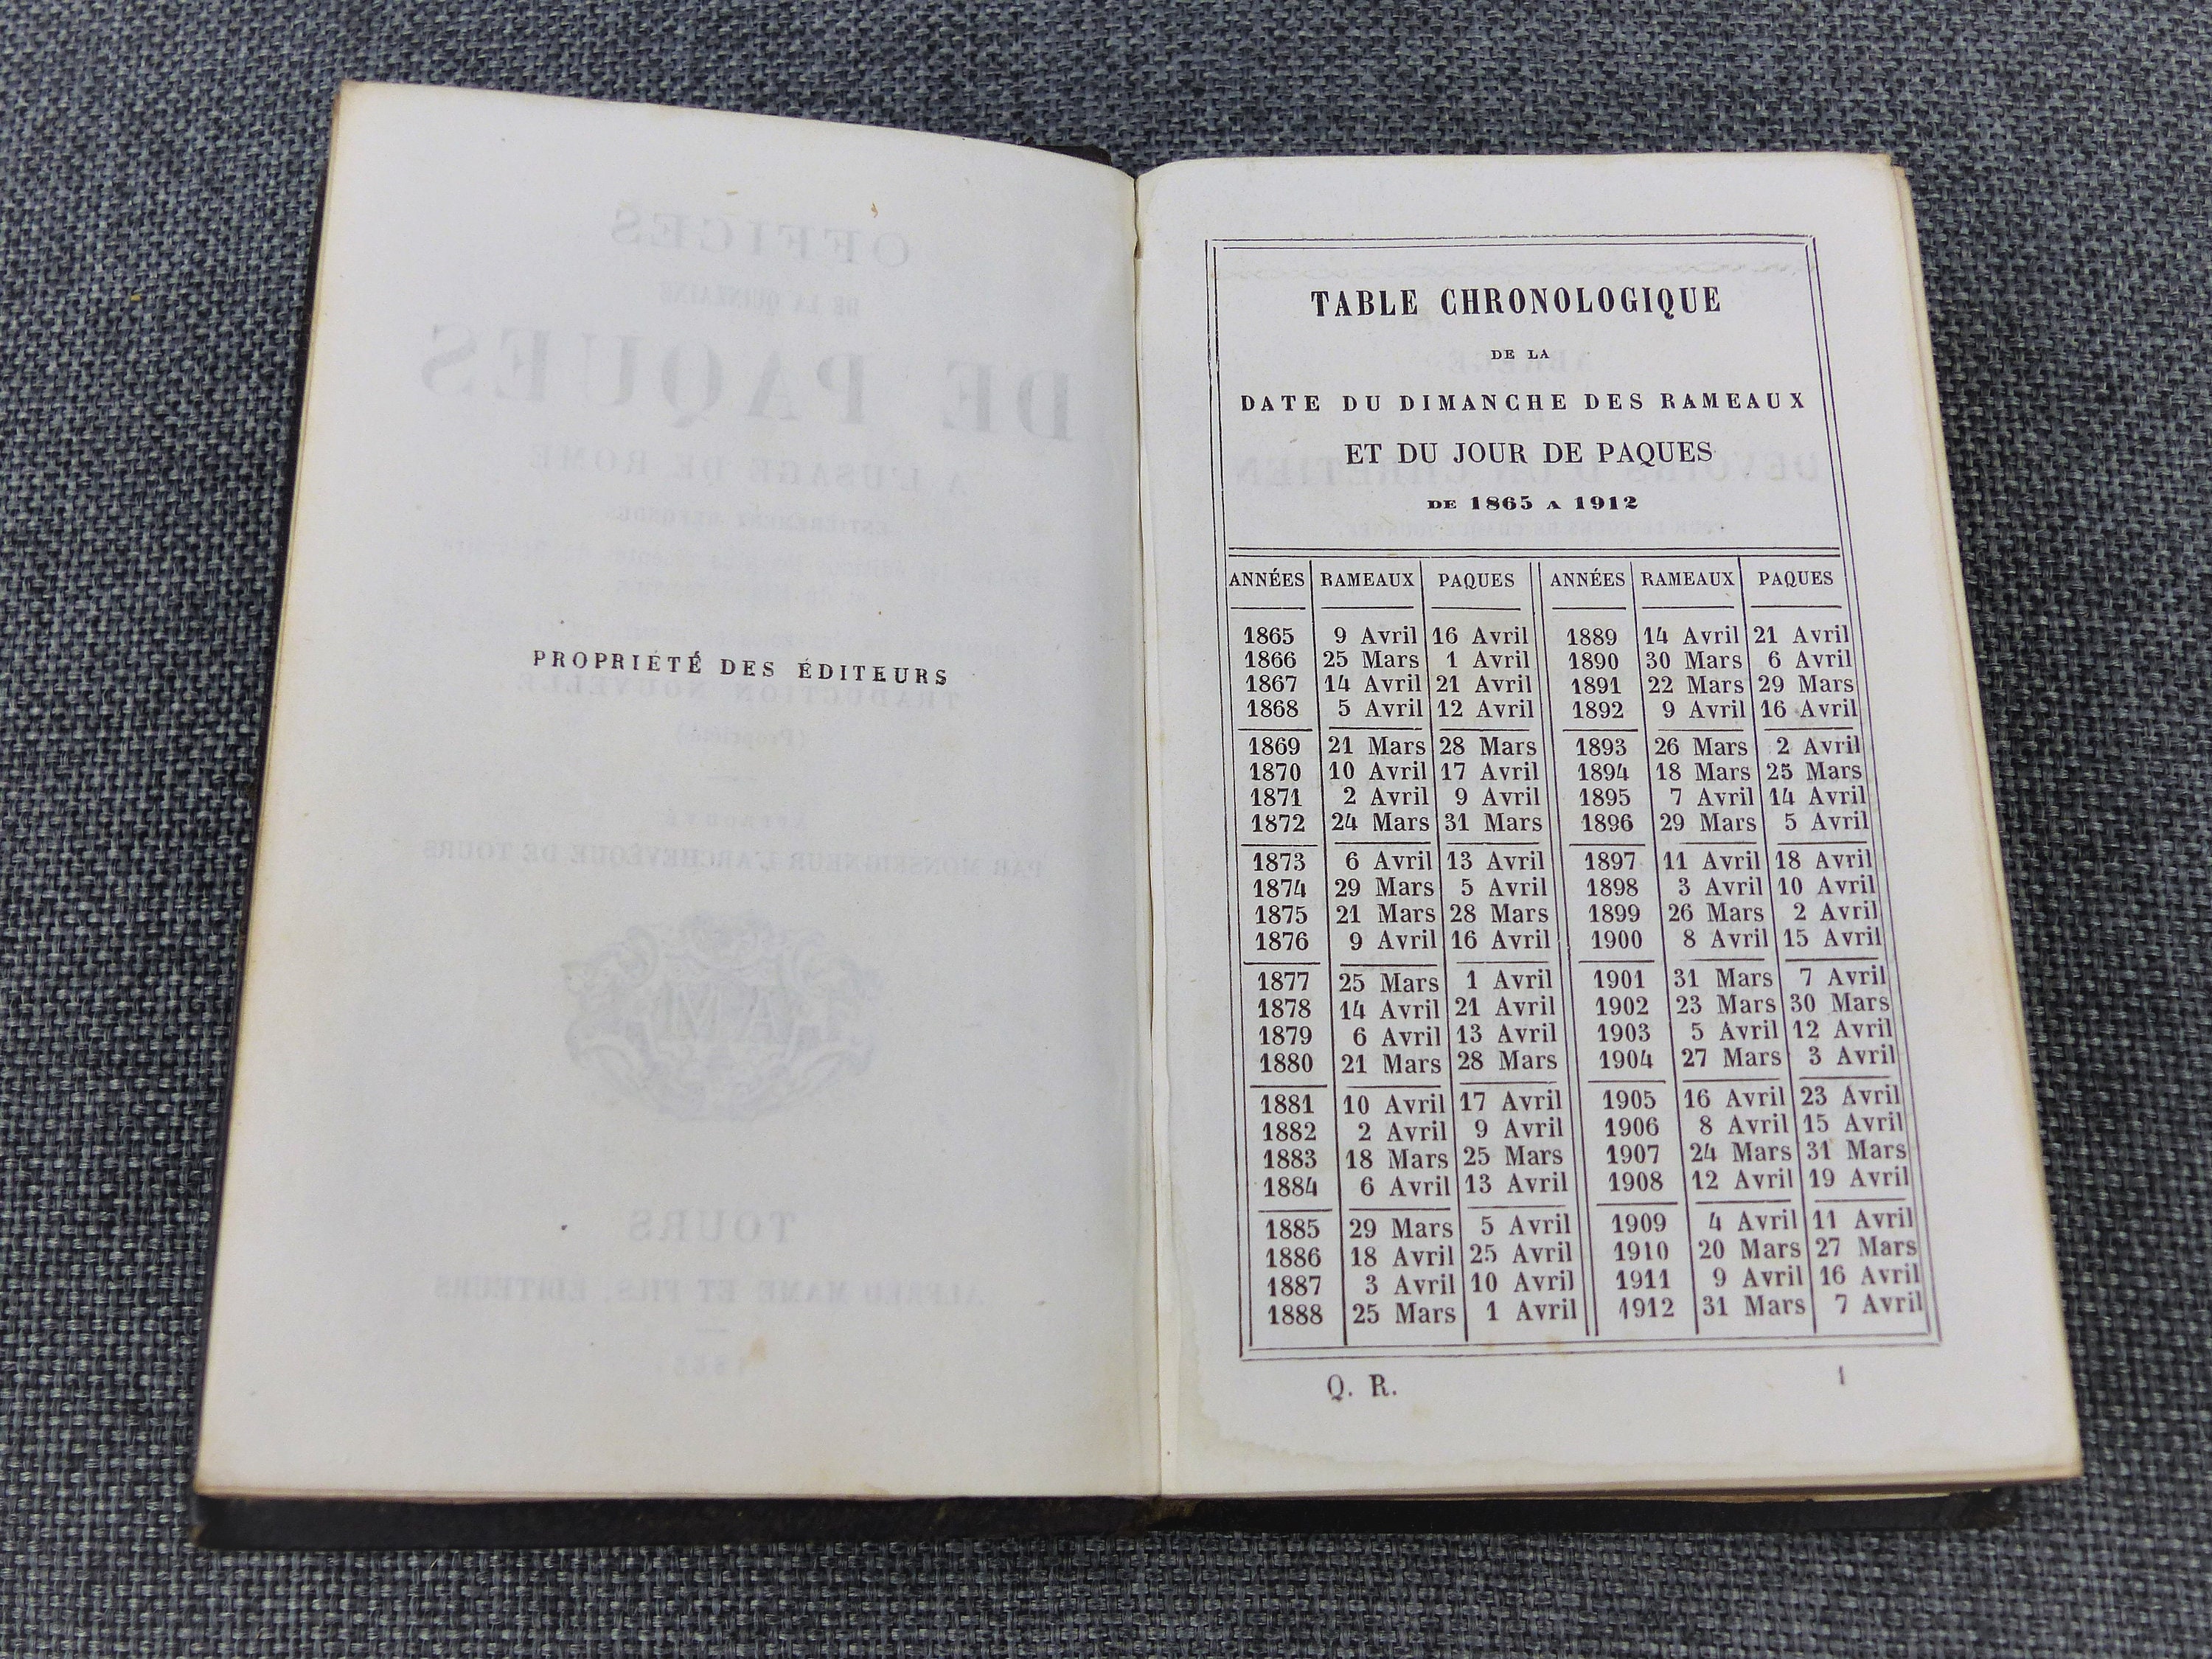 PROPRIÉTÉ DES ÉDITEURS
TABLE CHRONOLOGIQUE
DE LA
DATE DU DIMANCHE DES RAMEAUX
ET DU JOUR DE PAQUES
DE 1865 A 1912
ANNÉES RAMEAUX PAQUES ANNÉES RAMEAUX PAQUES
1865 9 Avril 16 Avril 1889 14 Avril 21 Avril
1866 25 Mars 1 Avril 1890 30 Mars 6 Avril
1867 14 Avril 21 Avril 1891 22 Mars 29 Mars
1868 5 Avril 12 Avril 1892 9 Avril 16 Avril
1869 21 Mars 28 Mars 1893 26 Mars 2 Avril
1870 10 Avril 17 Avril 1894 18 Mars 25 Mars
1871 2 Avril 9 Avril 1895 7 Avril 14 Avril
1872 24 Mars 31 Mars 1896 29 Mars 5 Avril
1873 6 Avril 13 Avril 1897 11 Avril 18 Avril
1874 29 Mars 5 Avril 1898 3 Avril 10 Avril
1875 21 Mars 28 Mars 1899 26 Mars 2 Avril
1876 9 Avril 16 Avril 1900 8 Avril 15 Avril
1877 25 Mars 1 Avril 1901 31 Mars 7 Avril
1878 14 Avril 21 Avril 1902 23 Mars 30 Mars
1879 6 Avril 13 Avril 1903 5 Avril 12 Avril
1880 21 Mars 28 Mars 1904 27 Mars 3 Avril
1881 10 Avril 17 Avril 1905 16 Avril 23 Avril
1882 2 Avril 9 Avril 1906 8 Avril 15 Avril
1883 18 Mars 25 Mars 1907 24 Mars 31 Mars
1884 6 Avril 13 Avril 1908 12 Avril 19 Avril
1885 29 Mars 5 Avril 1909 4 Avril 11 Avril
1886 18 Avril 25 Avril 1910 20 Mars 27 Mars
1887 3 Avril 10 Avril 1911 9 Avril 16 Avril
1888 25 Mars 1 Avril 1912 31 Mars 7 Avril
Q. R. 1